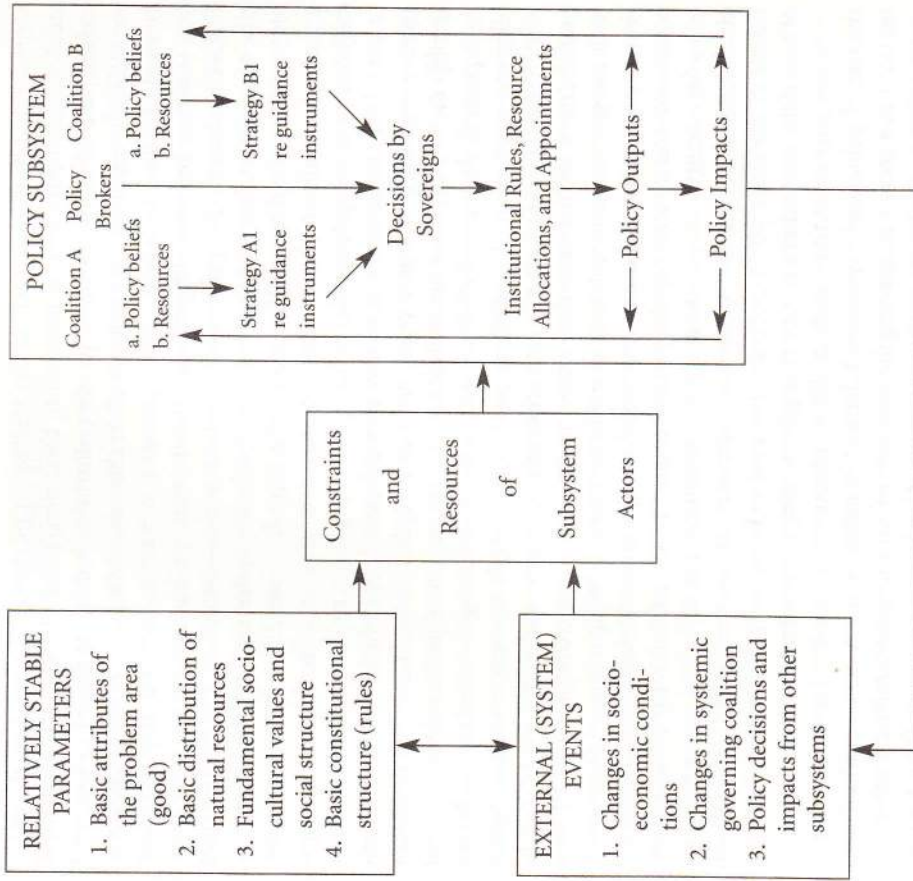 RELATIVELY STABLE
PARAMETERS
1. Basic attributes of
the problem area
(good)
2. Basic distribution of
natural resources
3. Fundamental socio-
cultural values and
social structure
4. Basic constitutional
structure (rules)
EXTERNAL (SYSTEM)
EVENTS
1. Changes in socio-
economic condi-
tions
2. Changes in systemic
governing coalition
3. Policy decisions and
impacts from other
subsystems
Constraints
and
Resources
of
Subsystem
Actors
POLICY SUBSYSTEM
Coalition A Policy Coalition B
Brokers
a. Policy beliefs a. Policy beliefs
b. Resources b. Resources
Strategy A1 Strategy B1
re guidance re guidance
instruments instruments
Decisions by
Sovereigns
Institutional Rules, Resource
Allocations, and Appointments
Policy Outputs
Policy Impacts